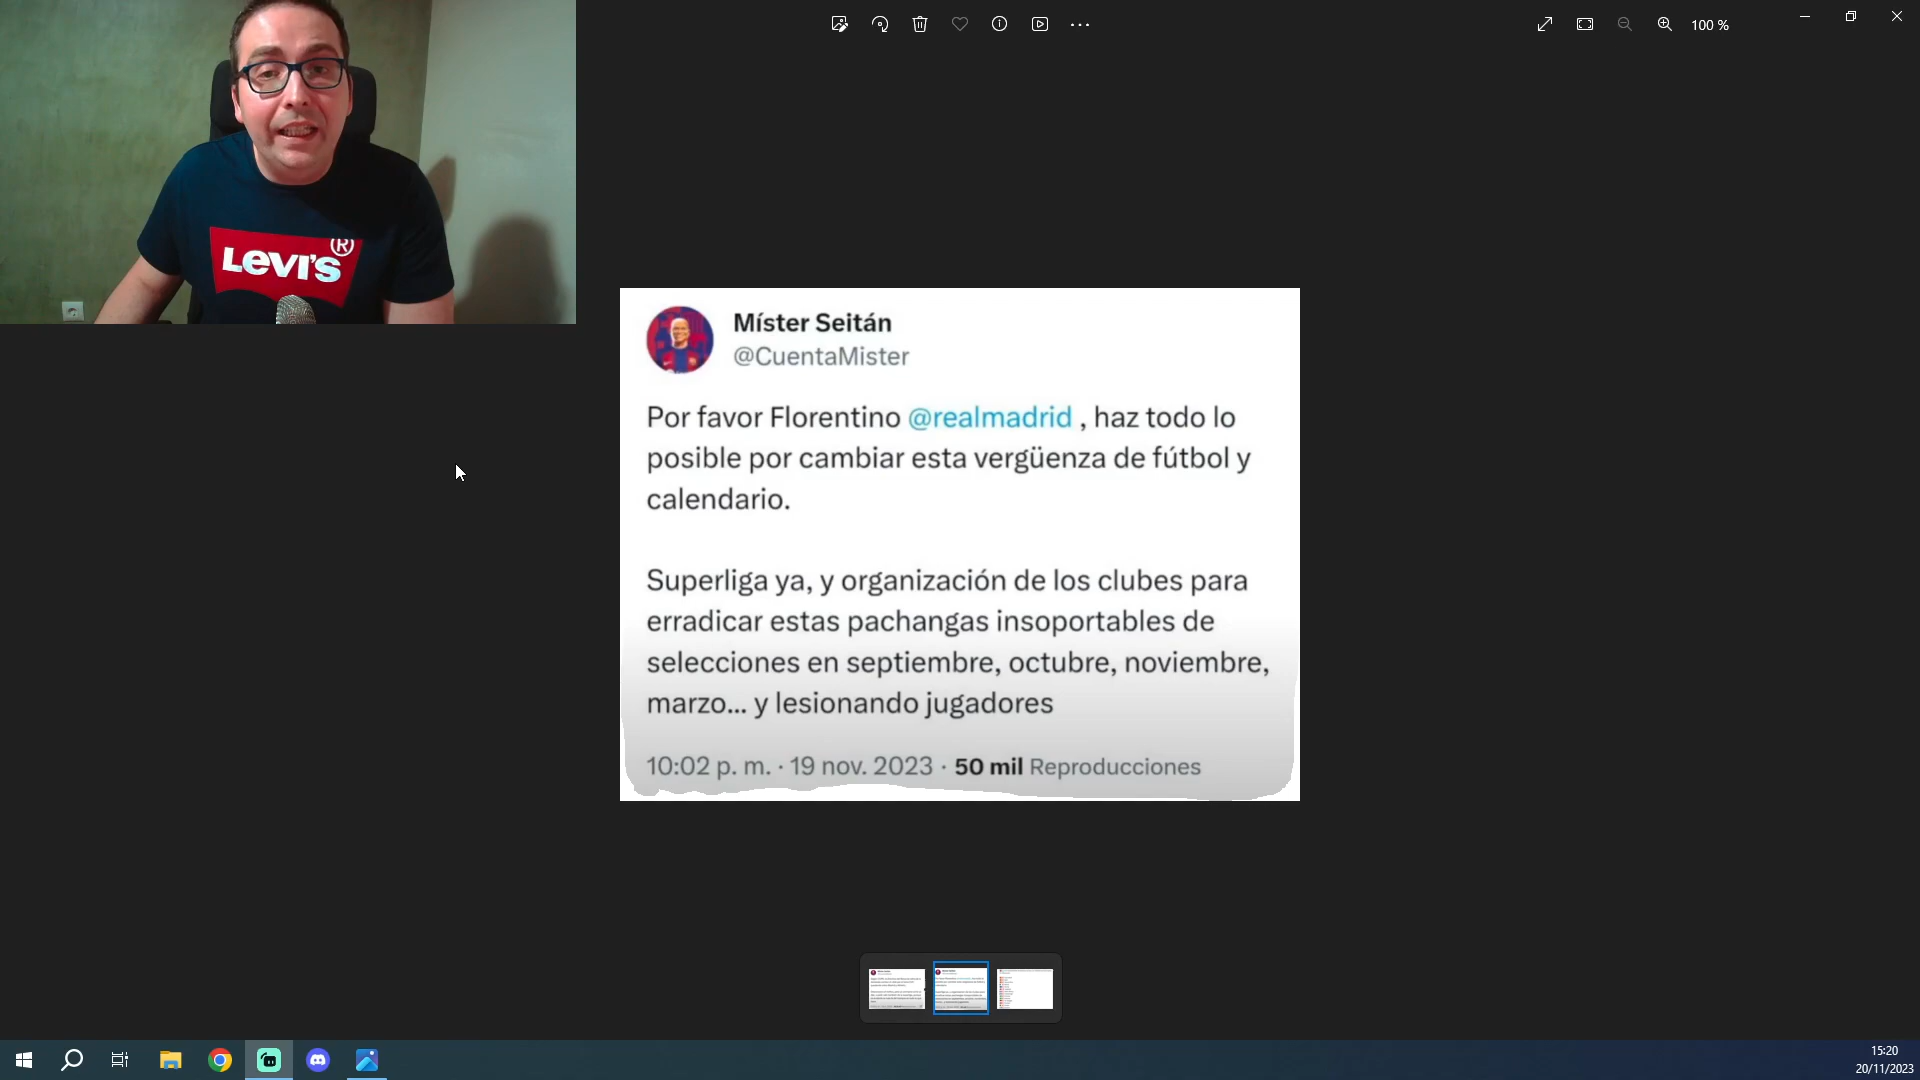 100 %
LEVI'S®
Míster Seitán
@CuentaMister
Por favor Florentino @realmadrid , haz todo lo
posible por cambiar esta vergüenza de fútbol y
calendario.
Superliga ya, y organización de los clubes para
erradicar estas pachangas insoportables de
selecciones en septiembre, octubre, noviembre,
marzo... y lesionando jugadores
10:02 p. m. · 19 nov. 2023 · 50 mil Reproducciones
15:20
20/11/2023